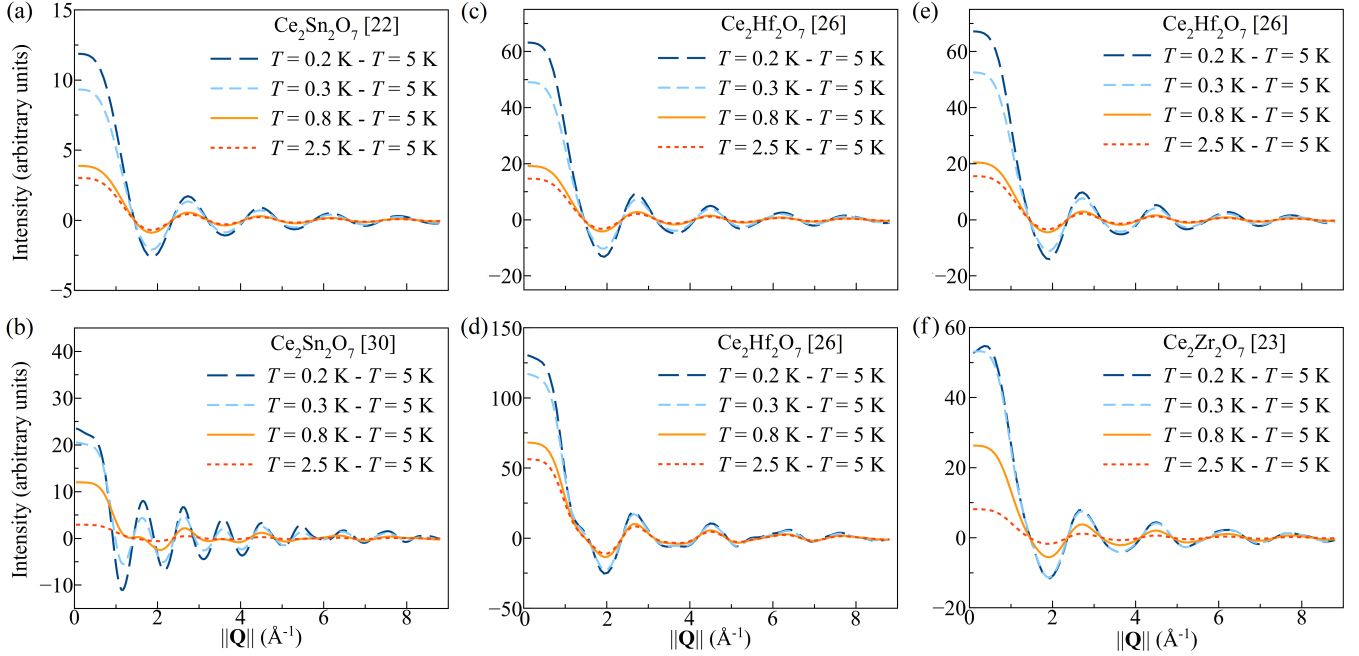 (a)
Ce2Sn2O7 [22]
T = 0.2 K - T = 5 K
T = 0.3 K - T = 5 K
T = 0.8 K - T = 5 K
T = 2.5 K - T = 5 K
15
10
5
0
−5
Intensity (arbitrary units)
(c)
Ce2Hf2O7 [26]
T = 0.2 K - T = 5 K
T = 0.3 K - T = 5 K
T = 0.8 K - T = 5 K
T = 2.5 K - T = 5 K
60
40
20
0
−20
(e)
Ce2Hf2O7 [26]
T = 0.2 K - T = 5 K
T = 0.3 K - T = 5 K
T = 0.8 K - T = 5 K
T = 2.5 K - T = 5 K
60
40
20
0
−20
(b)
Ce2Sn2O7 [30]
T = 0.2 K - T = 5 K
T = 0.3 K - T = 5 K
T = 0.8 K - T = 5 K
T = 2.5 K - T = 5 K
40
30
20
10
0
−10
Intensity (arbitrary units)
0 2 4 6 8
||Q|| (Å-1)
(d)
Ce2Hf2O7 [26]
T = 0.2 K - T = 5 K
T = 0.3 K - T = 5 K
T = 0.8 K - T = 5 K
T = 2.5 K - T = 5 K
150
100
50
0
−50
0 2 4 6 8
||Q|| (Å-1)
(f)
Ce2Zr2O7 [23]
T = 0.2 K - T = 5 K
T = 0.3 K - T = 5 K
T = 0.8 K - T = 5 K
T = 2.5 K - T = 5 K
60
40
20
0
−20
0 2 4 6 8
||Q|| (Å-1)